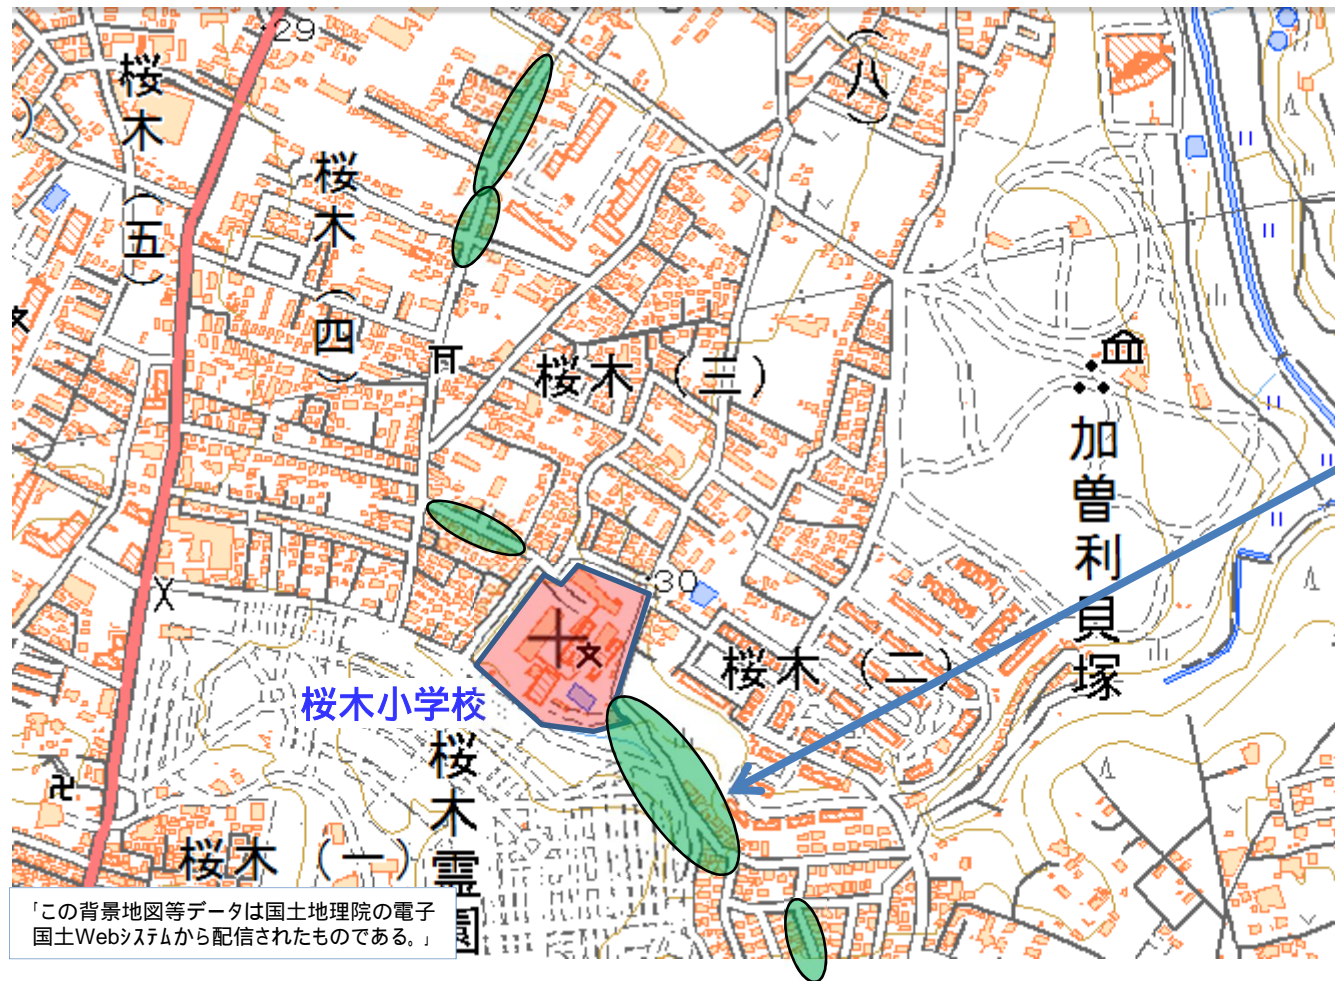 29
桜木（五）
桜木（四）
（八）
桜木（三）
加曽利貝塚
30
桜木（二）
桜木小学校
桜木霊園
桜木（一）
「この背景地図等データは国土地理院の電子
国土Webｼｽﾃﾑから配信されたものである。」